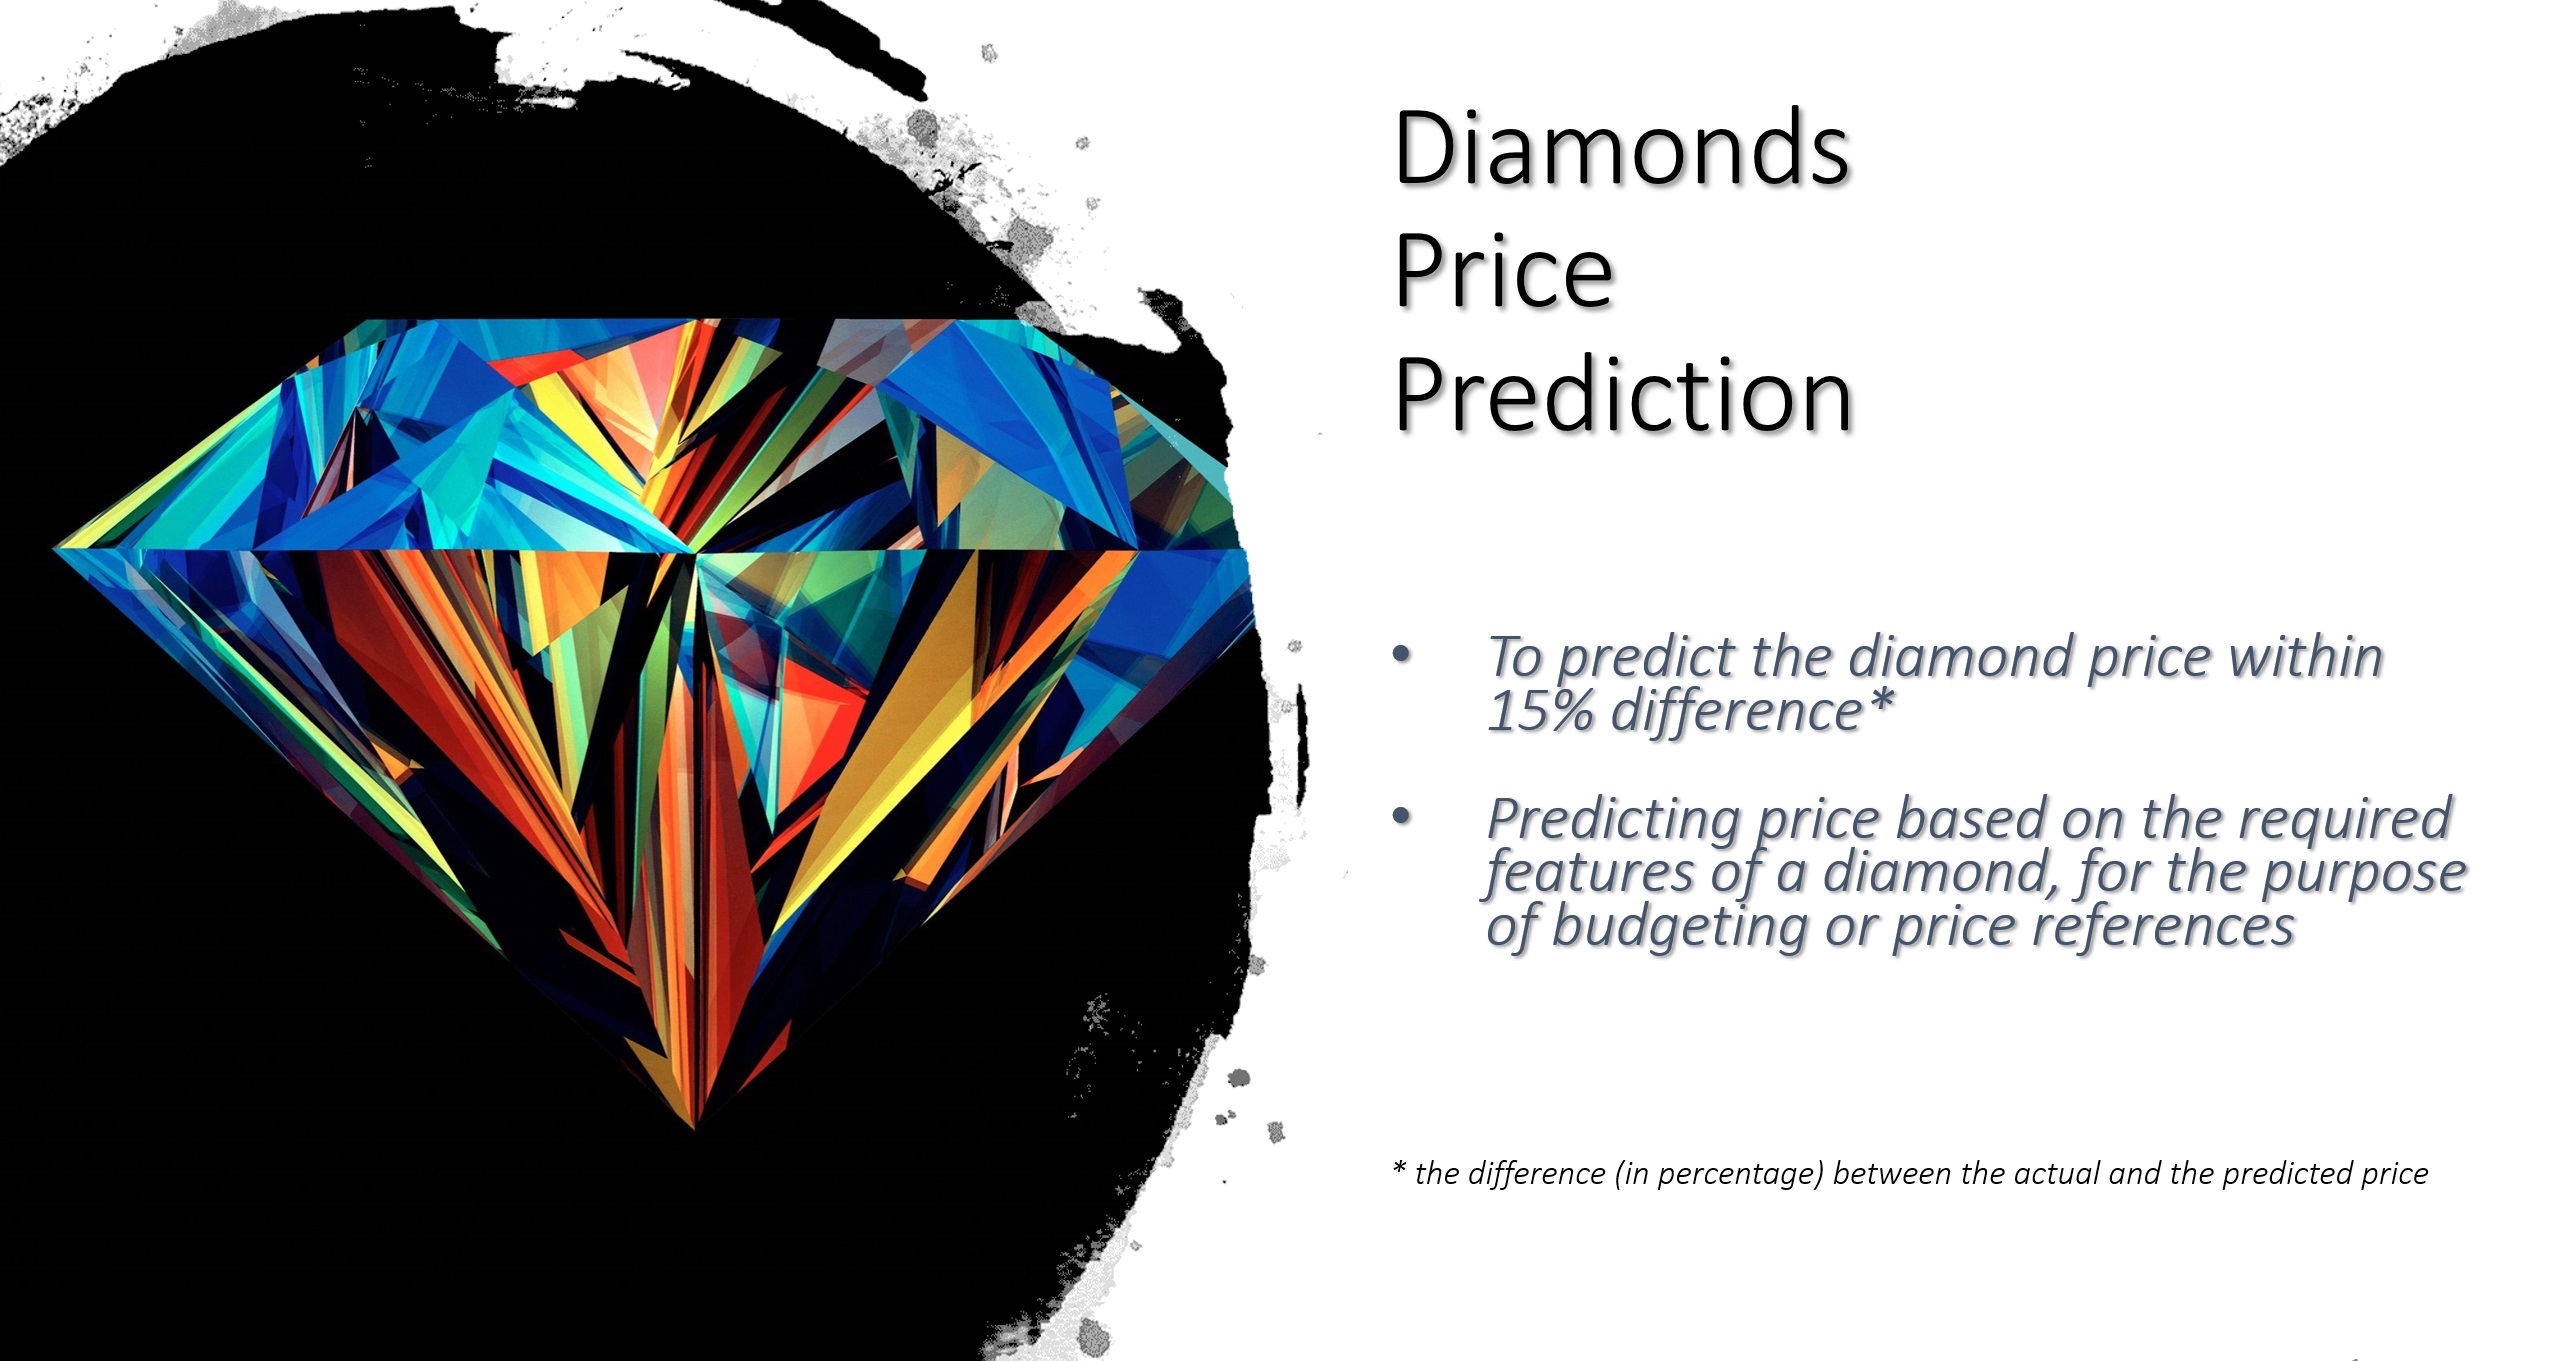 Diamonds
Price
Prediction
• To predict the diamond price within
15% difference*
• Predicting price based on the required
features of a diamond, for the purpose
of budgeting or price references
* the difference (in percentage) between the actual and the predicted price